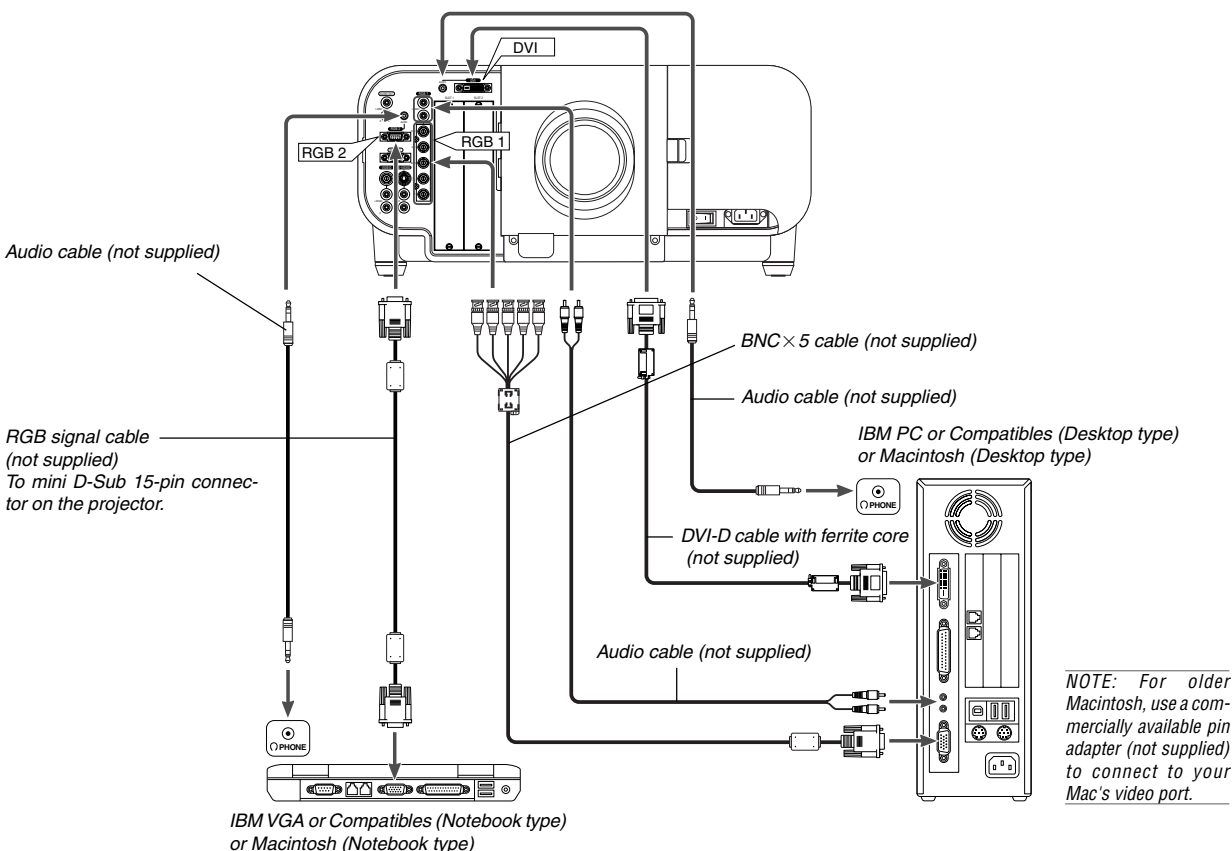 DVI
RGB 2
RGB 1
Audio cable (not supplied)
BNC×5 cable (not supplied)
Audio cable (not supplied)
RGB signal cable
(not supplied)
To mini D-Sub 15-pin connec-
tor on the projector.
IBM PC or Compatibles (Desktop type)
or Macintosh (Desktop type)
PHONE
DVI-D cable with ferrite core
(not supplied)
Audio cable (not supplied)
NOTE: For older
Macintosh, use a com-
mercially available pin
adapter (not supplied)
to connect to your
Mac's video port.
PHONE
IBM VGA or Compatibles (Notebook type)
or Macintosh (Notebook type)